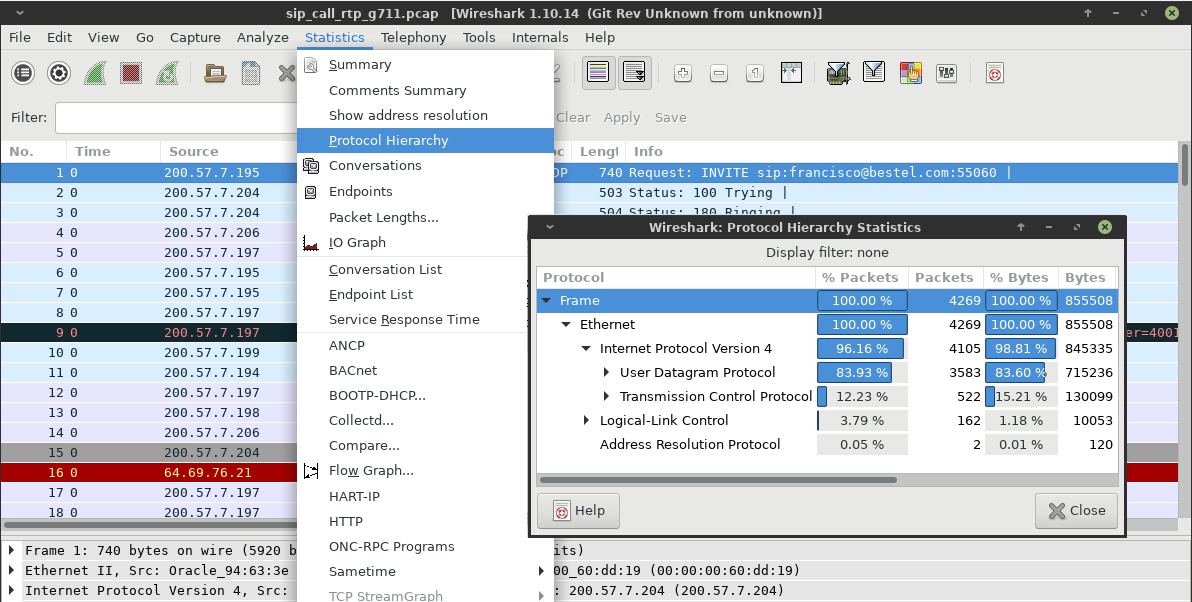 sip_call_rtp_g711.pcap [Wireshark 1.10.14 (Git Rev Unknown from unknown)]
File Edit View Go Capture Analyze Statistics Telephony Tools Internals Help
Filter: Clear Apply Save
Summary
Comments Summary
Show address resolution
Protocol Hierarchy
Conversations
Endpoints
Packet Lengths...
IO Graph
Conversation List
Endpoint List
Service Response Time
ANCP
BACnet
BOOTP-DHCP...
Collectd...
Compare...
Flow Graph...
HART-IP
HTTP
ONC-RPC Programs
Sametime
TCP StreamGraph
No. Time Source Lengt Info
1 0 200.57.7.195 740 Request: INVITE sip:francisco@bestel.com:55060 |
2 0 200.57.7.204 503 Status: 100 Trying |
3 0 200.57.7.204 504 Status: 180 Ringing |
4 0 200.57.7.206
5 0 200.57.7.197
6 0 200.57.7.195
7 0 200.57.7.195
8 0 200.57.7.197
9 0 200.57.7.197 er=4001
10 0 200.57.7.199
11 0 200.57.7.194
12 0 200.57.7.197
13 0 200.57.7.198
14 0 200.57.7.206
15 0 200.57.7.204
16 0 64.69.76.21
17 0 200.57.7.197
18 0 200.57.7.197
Wireshark: Protocol Hierarchy Statistics
Display filter: none
Protocol % Packets Packets % Bytes Bytes
Frame 100.00 % 4269 100.00 % 855508
Ethernet 100.00 % 4269 100.00 % 855508
Internet Protocol Version 4 96.16 % 4105 98.81 % 845335
User Datagram Protocol 83.93 % 3583 83.60 % 715236
Transmission Control Protocol 12.23 % 522 15.21 % 130099
Logical-Link Control 3.79 % 162 1.18 % 10053
Address Resolution Protocol 0.05 % 2 0.01 % 120
Help Close
Frame 1: 740 bytes on wire (5920 b its)
Ethernet II, Src: Oracle_94:63:3e 00_60:dd:19 (00:00:00:60:dd:19)
Internet Protocol Version 4, Src: : 200.57.7.204 (200.57.7.204)